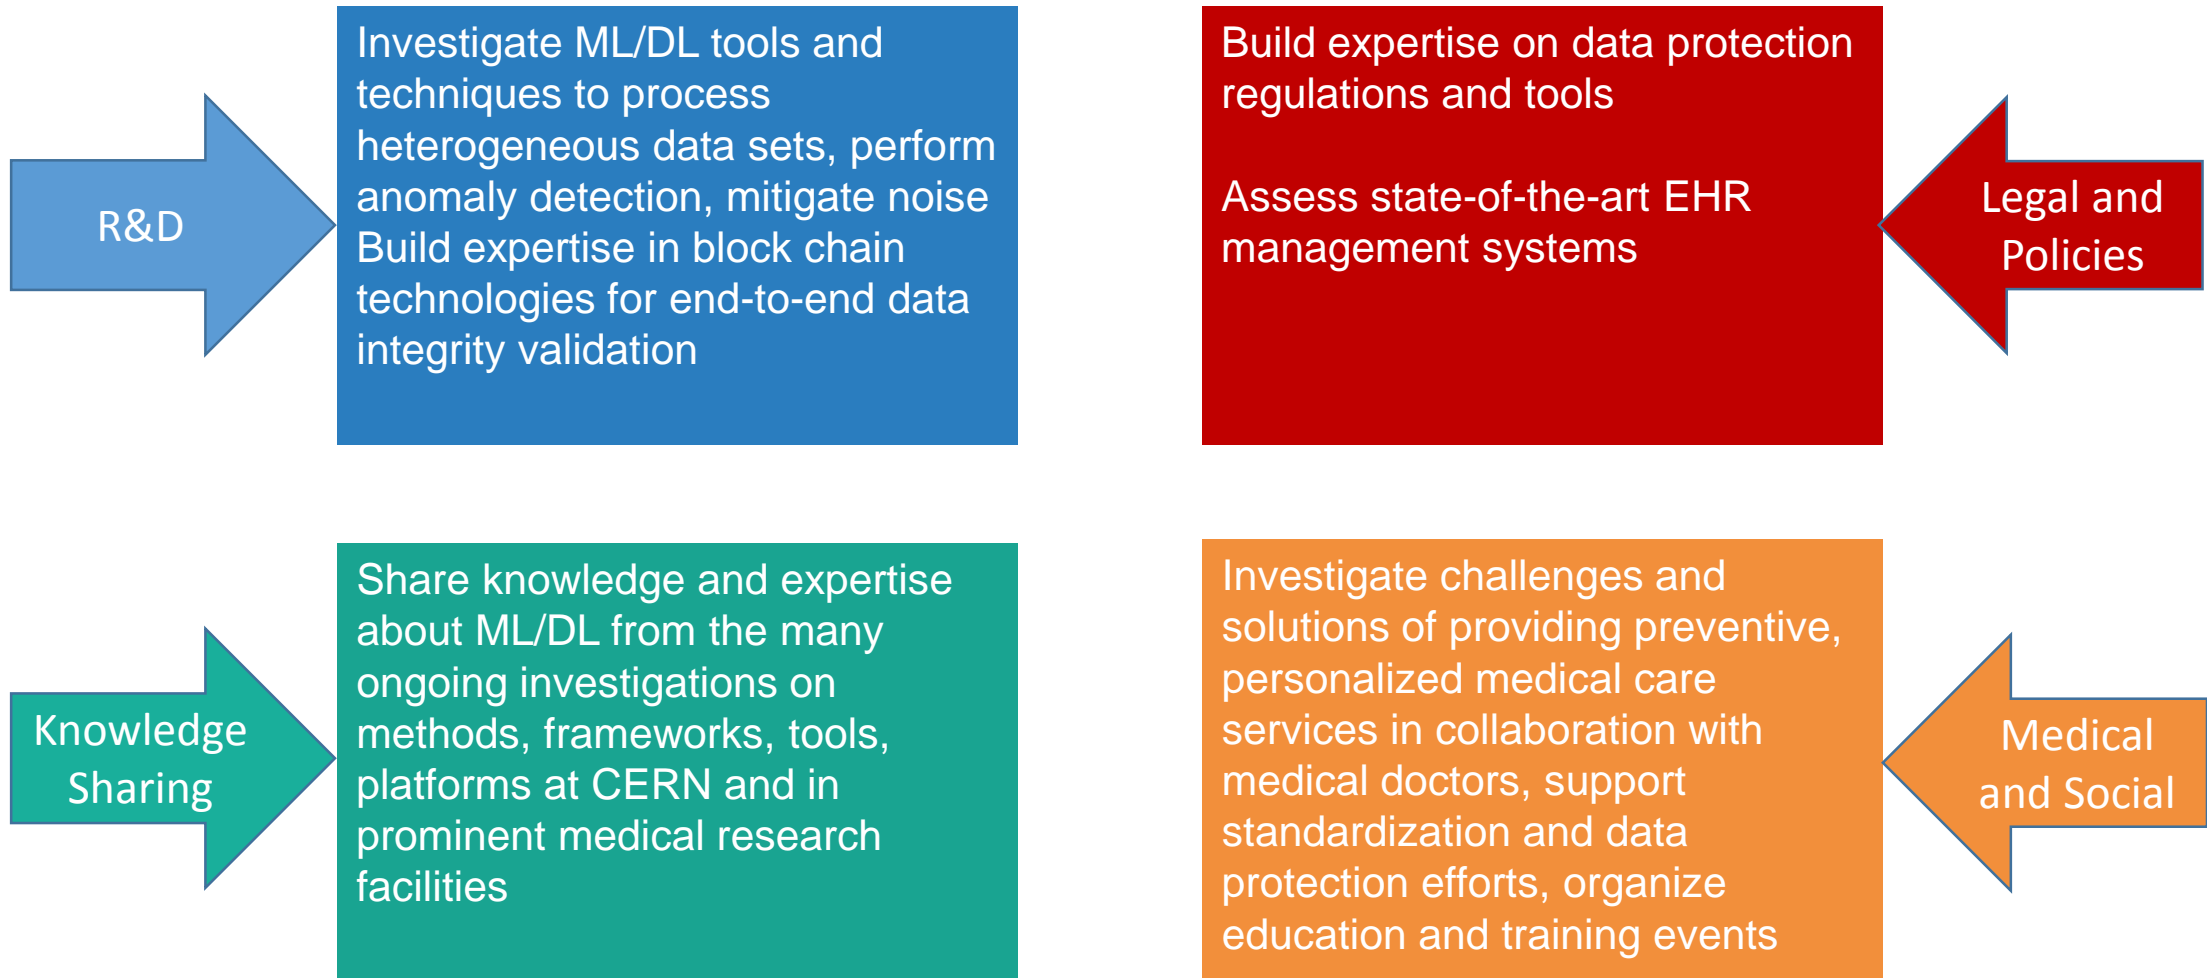 R&D
Investigate ML/DL tools and
techniques to process
heterogeneous data sets, perform
anomaly detection, mitigate noise
Build expertise in block chain
technologies for end-to-end data
integrity validation
Build expertise on data protection
regulations and tools
Assess state-of-the-art EHR
management systems
Legal and
Policies
Knowledge
Sharing
Share knowledge and expertise
about ML/DL from the many
ongoing investigations on
methods, frameworks, tools,
platforms at CERN and in
prominent medical research
facilities
Investigate challenges and
solutions of providing preventive,
personalized medical care
services in collaboration with
medical doctors, support
standardization and data
protection efforts, organize
education and training events
Medical
and Social